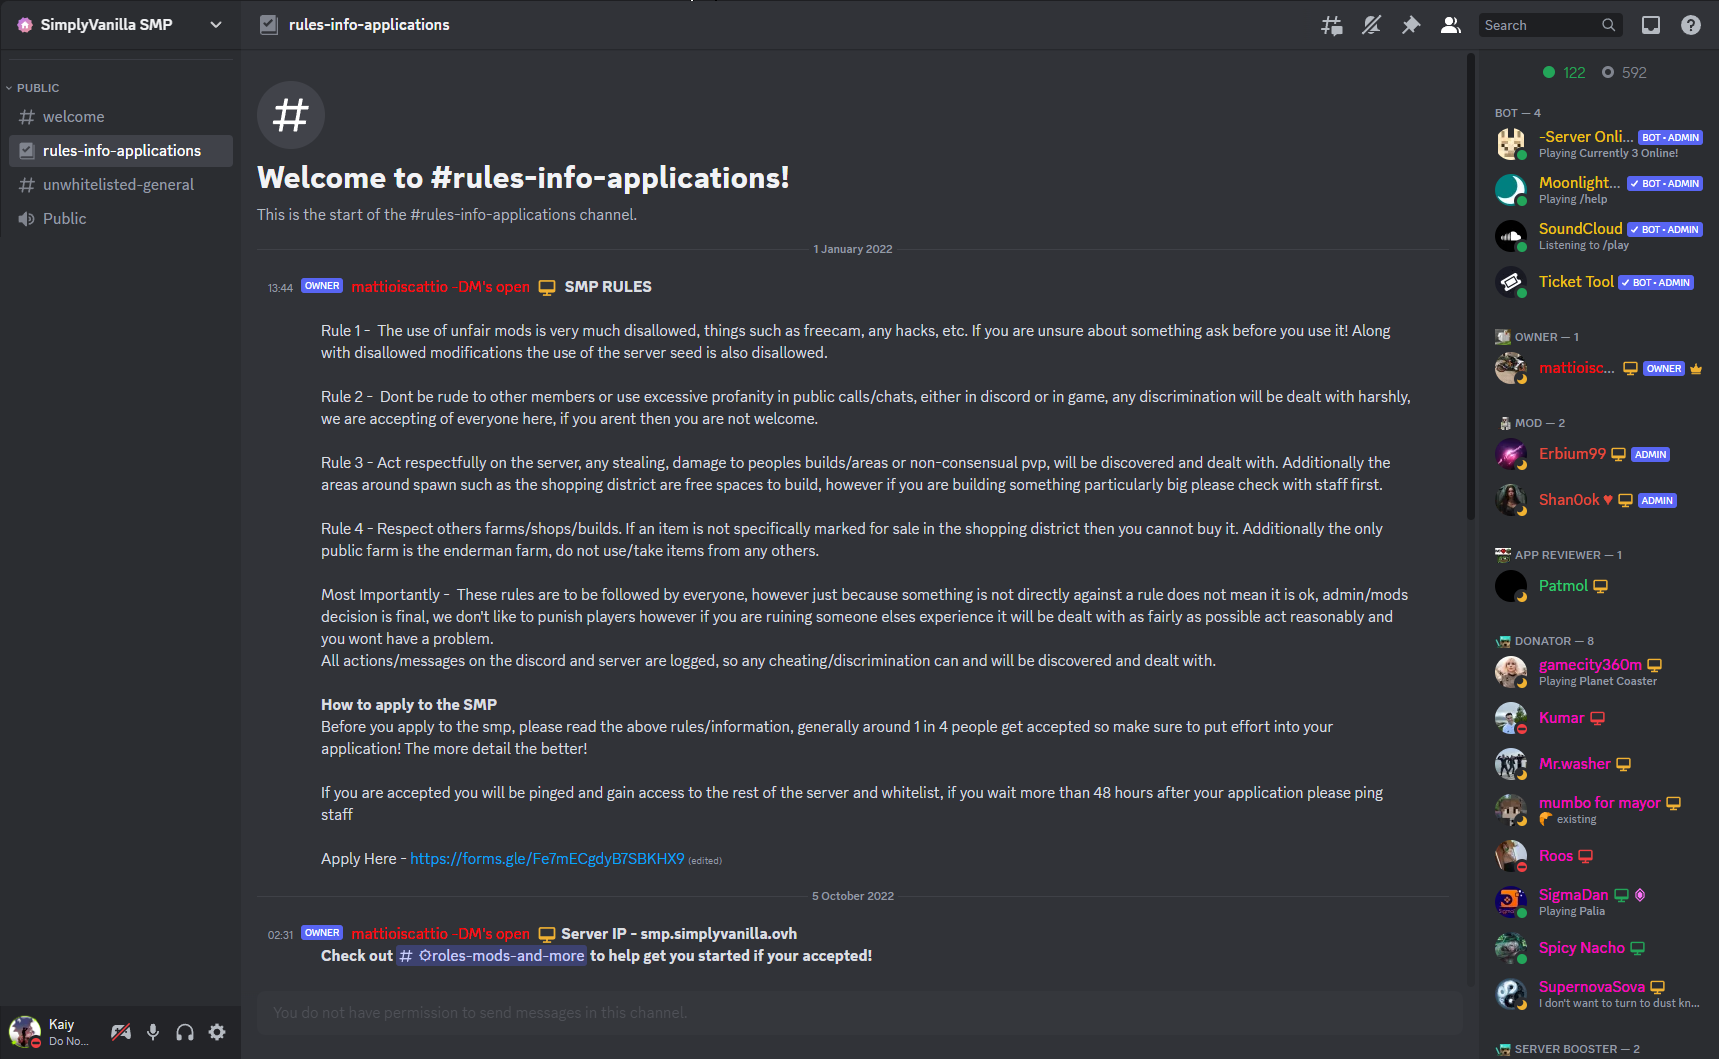 SimplyVanilla SMP
rules-info-applications
Search
PUBLIC
welcome
rules-info-applications
unwhitelisted-general
Public
Welcome to #rules-info-applications!
This is the start of the #rules-info-applications channel.
1 January 2022
13:44 OWNER mattioiscattio -DM's open SMP RULES
Rule 1 - The use of unfair mods is very much disallowed, things such as freecam, any hacks, etc. If you are unsure about something ask before you use it! Along
with disallowed modifications the use of the server seed is also disallowed.
Rule 2 - Dont be rude to other members or use excessive profanity in public calls/chats, either in discord or in game, any discrimination will be dealt with harshly,
we are accepting of everyone here, if you arent then you are not welcome.
Rule 3 - Act respectfully on the server, any stealing, damage to peoples builds/areas or non-consensual pvp, will be discovered and dealt with. Additionally the
areas around spawn such as the shopping district are free spaces to build, however if you are building something particularly big please check with staff first.
Rule 4 - Respect others farms/shops/builds. If an item is not specifically marked for sale in the shopping district then you cannot buy it. Additionally the only
public farm is the enderman farm, do not use/take items from any others.
Most Importantly - These rules are to be followed by everyone, however just because something is not directly against a rule does not mean it is ok, admin/mods
decision is final, we don't like to punish players however if you are ruining someone elses experience it will be dealt with as fairly as possible act reasonably and
you wont have a problem.
All actions/messages on the discord and server are logged, so any cheating/discrimination can and will be discovered and dealt with.
How to apply to the SMP
Before you apply to the smp, please read the above rules/information, generally around 1 in 4 people get accepted so make sure to put effort into your
application! The more detail the better!
If you are accepted you will be pinged and gain access to the rest of the server and whitelist, if you wait more than 48 hours after your application please ping
staff
Apply Here - https://forms.gle/Fe7mECgdyB7SBKHX9 (edited)
5 October 2022
02:31 OWNER mattioiscattio -DM's open Server IP - smp.simplyvanilla.ovh
Check out # ⚙roles-mods-and-more to help get you started if your accepted!
You do not have permission to send messages in this channel.
Kaiy
Do No...
122 592
BOT — 4
-Server Onli... BOT • ADMIN
Playing Currently 3 Online!
Moonlight... ✓ BOT • ADMIN
Playing /help
SoundCloud ✓ BOT • ADMIN
Listening to /play
Ticket Tool ✓ BOT • ADMIN
OWNER — 1
mattioisc... OWNER
MOD — 2
Erbium99 ADMIN
Shan0ok ♥ ADMIN
APP REVIEWER — 1
Patmol
DONATOR — 8
gamecity360m
Playing Planet Coaster
Kumar
Mr.washer
mumbo for mayor
existing
Roos
SigmaDan
Playing Palia
Spicy Nacho
SupernovaSova
I don't want to turn to dust kn...
SERVER BOOSTER — 2